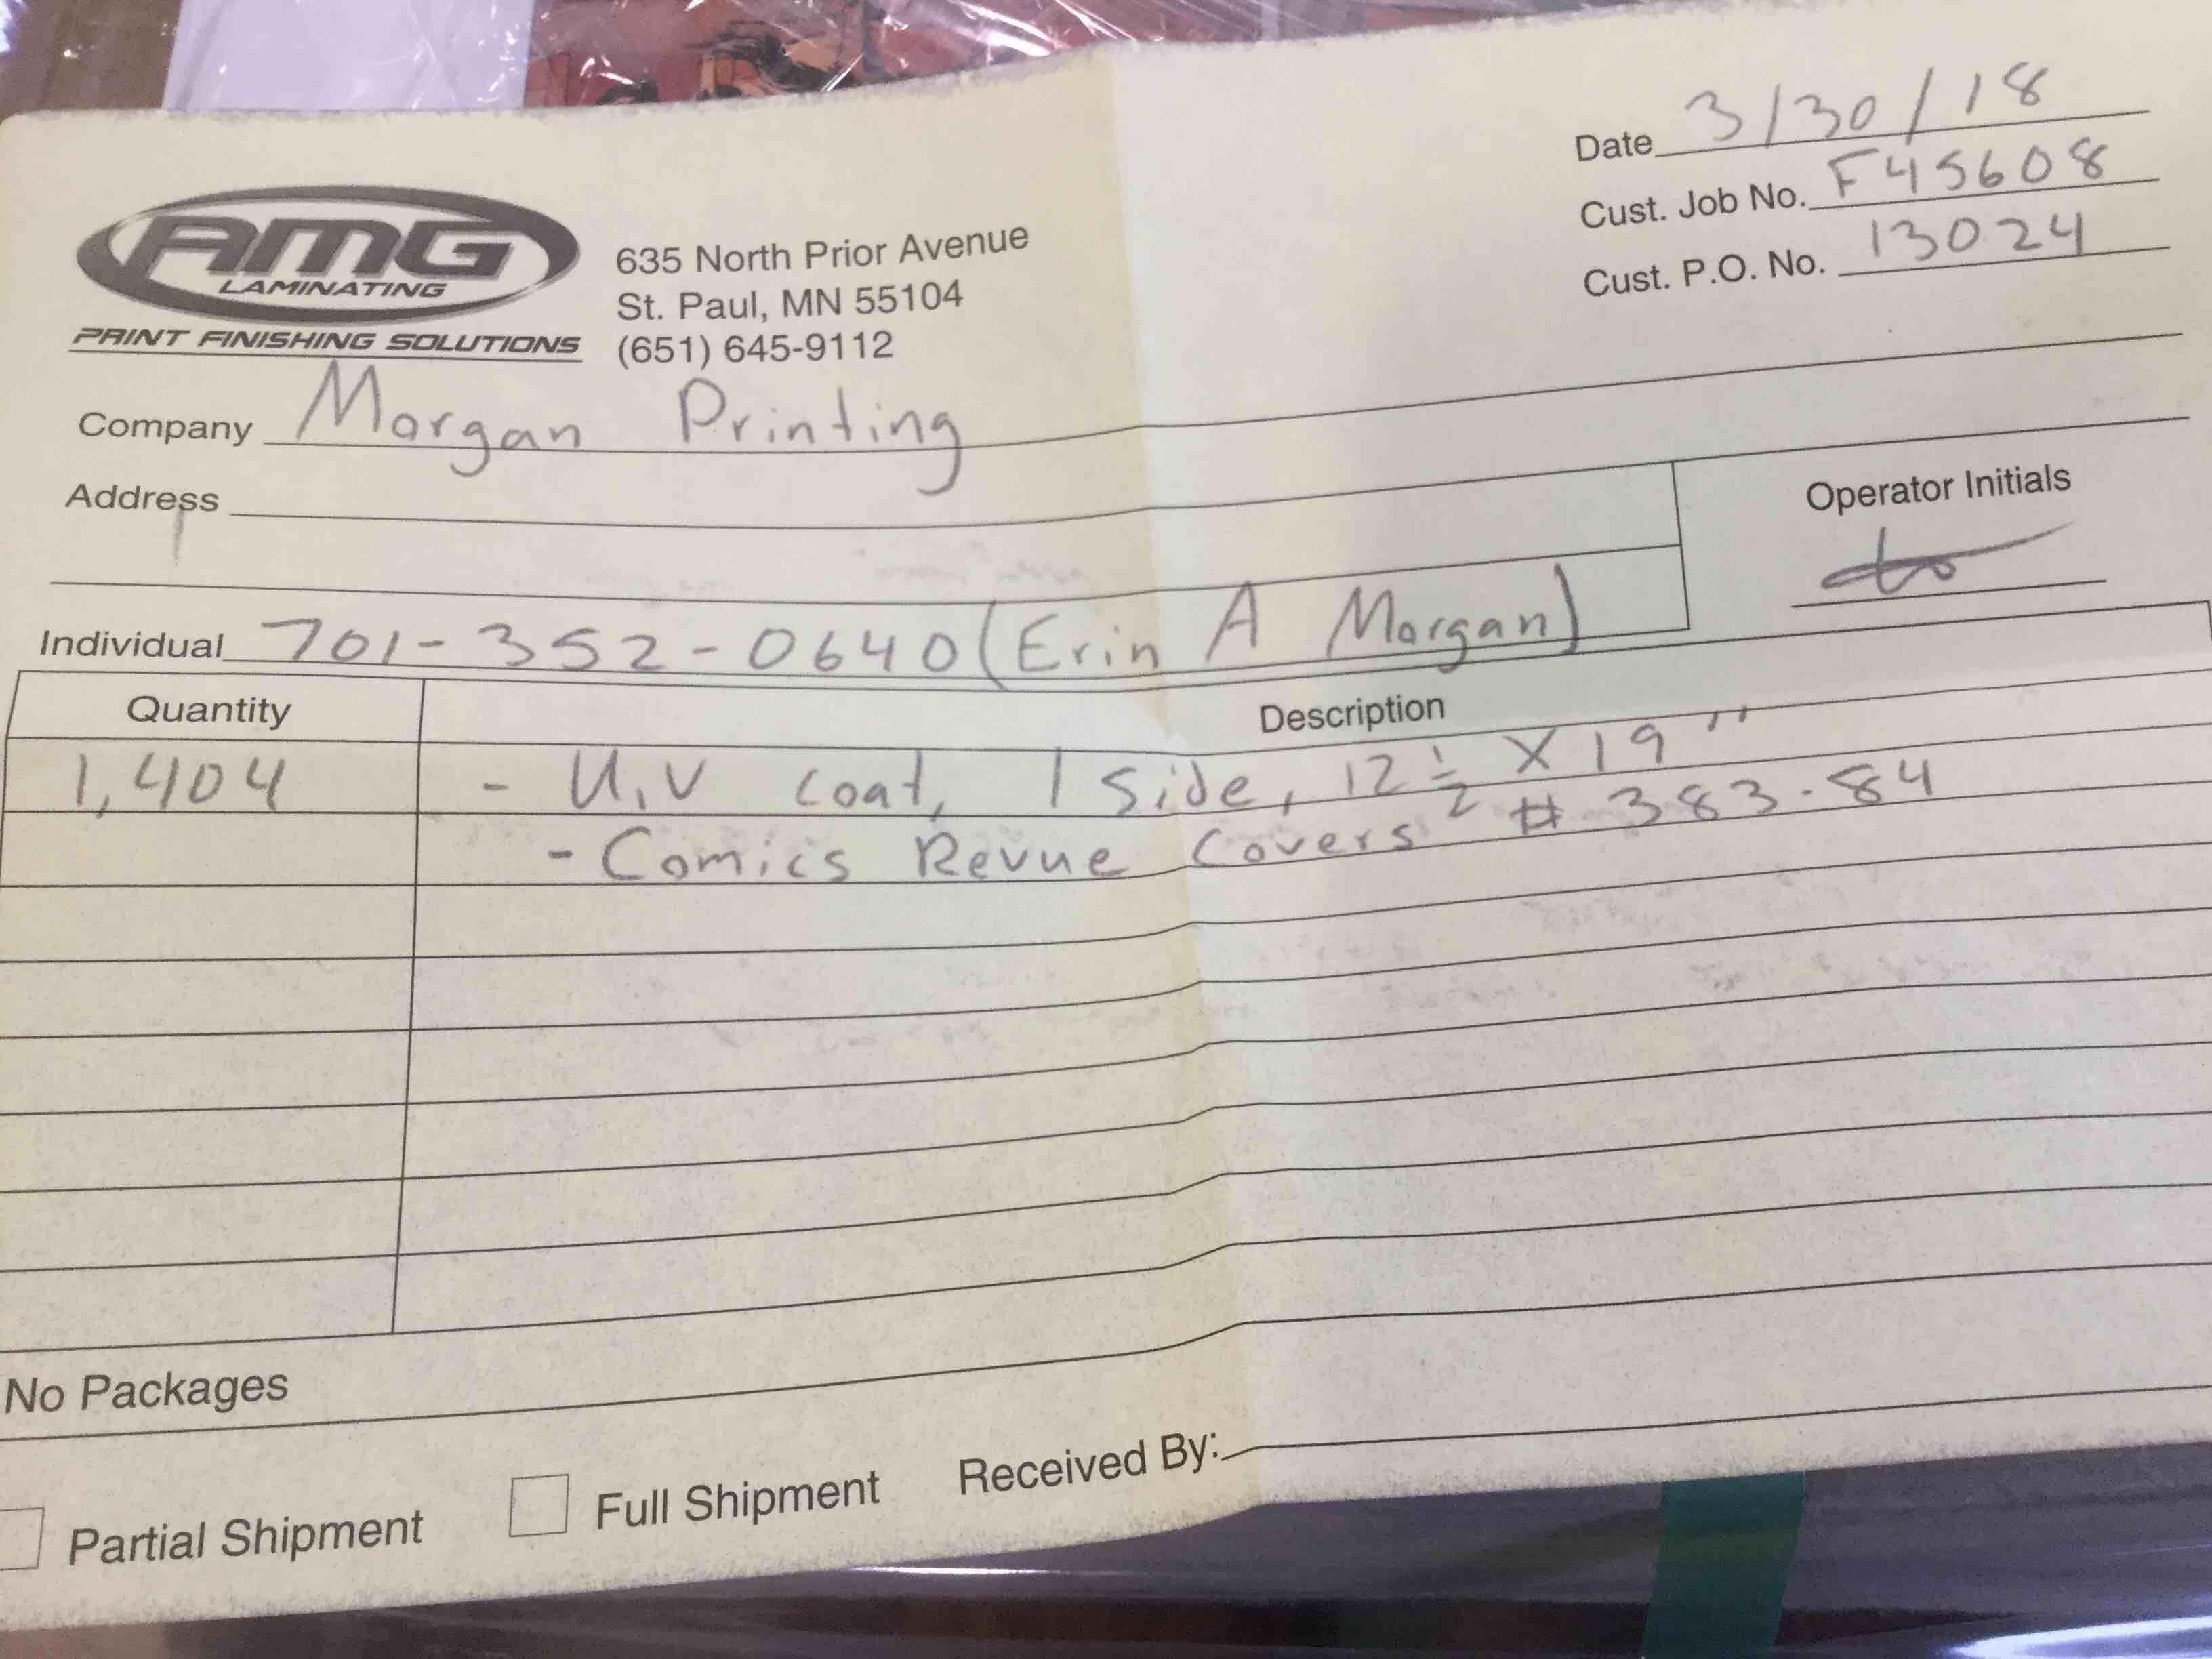 Date 3/30/18
Cust. Job No. F45608
Cust. P.O. No. 13024
AMG
LAMINATING
PRINT FINISHING SOLUTIONS
635 North Prior Avenue
St. Paul, MN 55104
(651) 645-9112
Company Morgan Printing
Address
Operator Initials
Individual 701-352-0640 (Erin A Morgan)
Quantity Description
1,404 - U.V coat, 1 side, 12 1/2 X 19"
- Comics Revue Covers # 383-84
No Packages
Partial Shipment Full Shipment Received By: